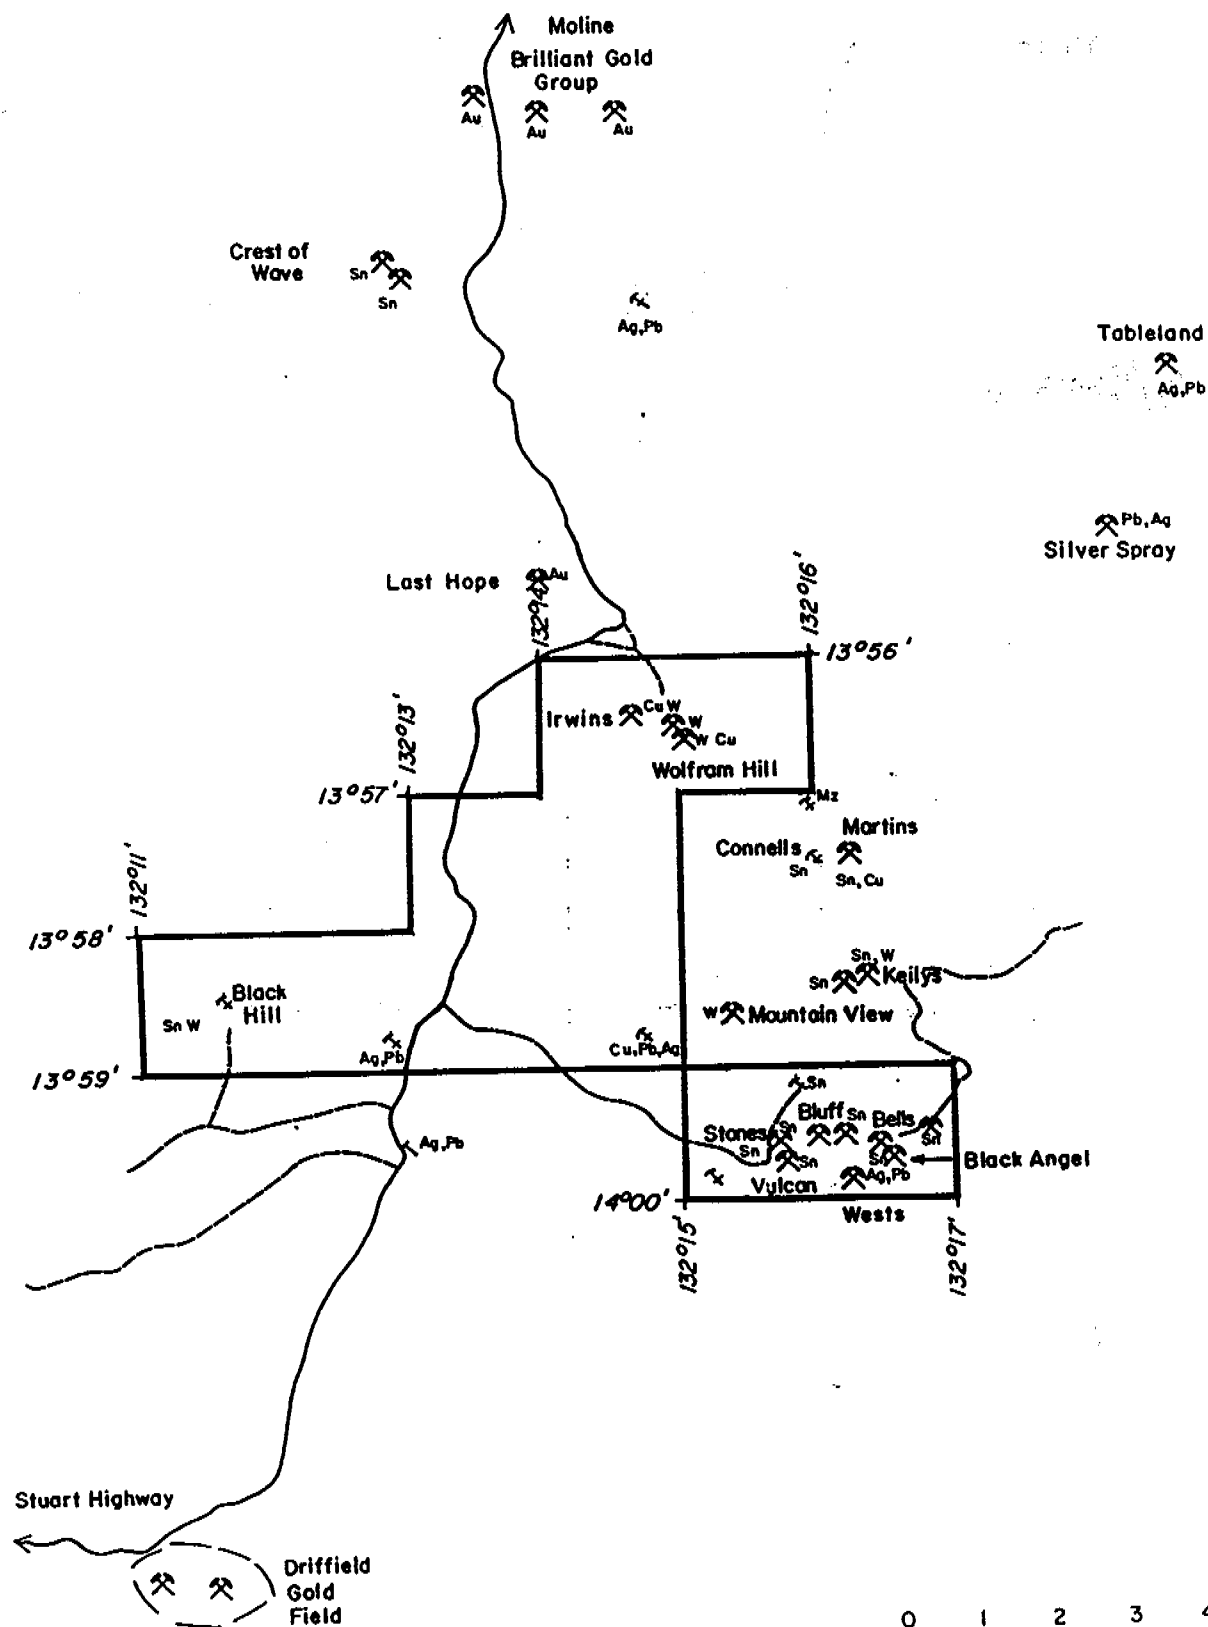 Moline
Brilliant Gold
Group
Au
Au
Au
Crest of
Wave
Sn
Sn
Ag,Pb
Tableland
Ag,Pb
Pb,Ag
Silver Spray
Last Hope
Au
132°14'
132°16'
13°56'
132°13'
Irwins
Cu W
W
W Cu
Wolfram Hill
13°57'
Mz
Martins
Connells
Sn
Sn,Cu
132°11'
13°58'
Sn,W
Sn
Keilys
Black
Hill
Sn W
W
Mountain View
Ag,Pb
Cu,Pb,Ag
13°59'
Sn
Bluff
Sn
Bells
Stones
Sn
Sn
Sn
Ag,Pb
Sn
Sn
Black Angel
Ag,Pb
Vulcan
14°00'
Wests
132°15'
132°17'
Stuart Highway
Driffield
Gold
Field
0 1 2 3 4